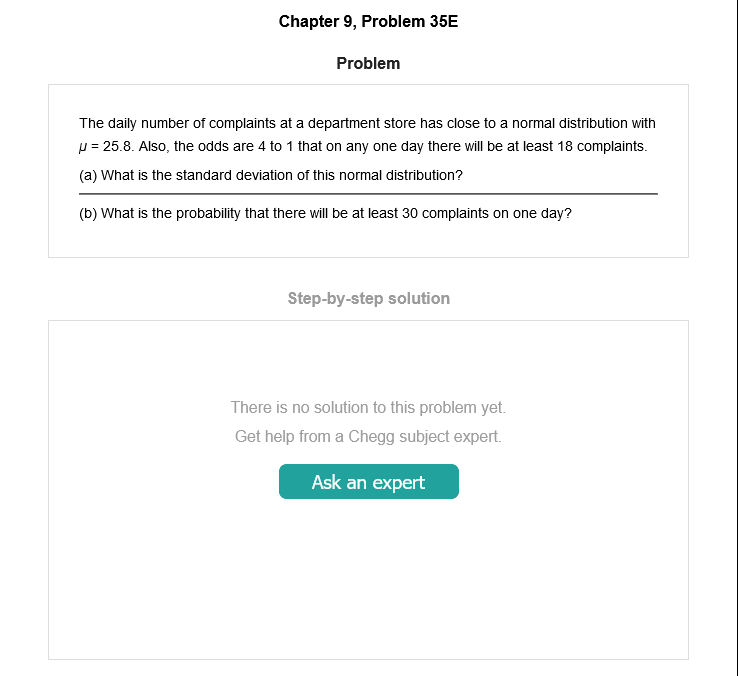 Chapter 9, Problem 35E
Problem
The daily number of complaints at a department store has close to a normal distribution with
μ = 25.8. Also, the odds are 4 to 1 that on any one day there will be at least 18 complaints.
(a) What is the standard deviation of this normal distribution?
(b) What is the probability that there will be at least 30 complaints on one day?
Step-by-step solution
There is no solution to this problem yet.
Get help from a Chegg subject expert.
Ask an expert